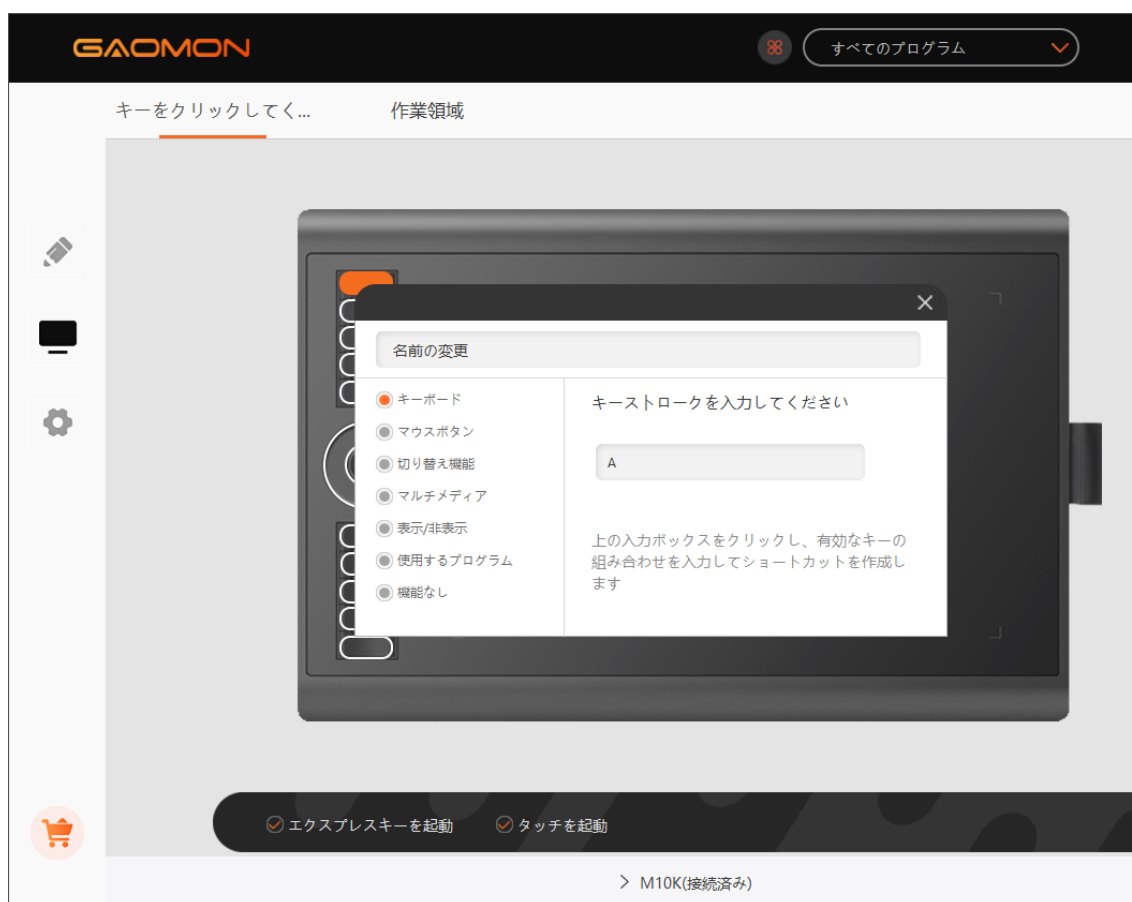 GAOMON
すべてのプログラム
キーをクリックしてく...
作業領域
名前の変更
キーボード
マウスボタン
切り替え機能
マルチメディア
表示/非表示
使用するプログラム
機能なし
キーストロークを入力してください
A
上の入力ボックスをクリックし、有効なキーの
組み合わせを入力してショートカットを作成し
ます
エクスプレスキーを起動
タッチを起動
M10K(接続済み)